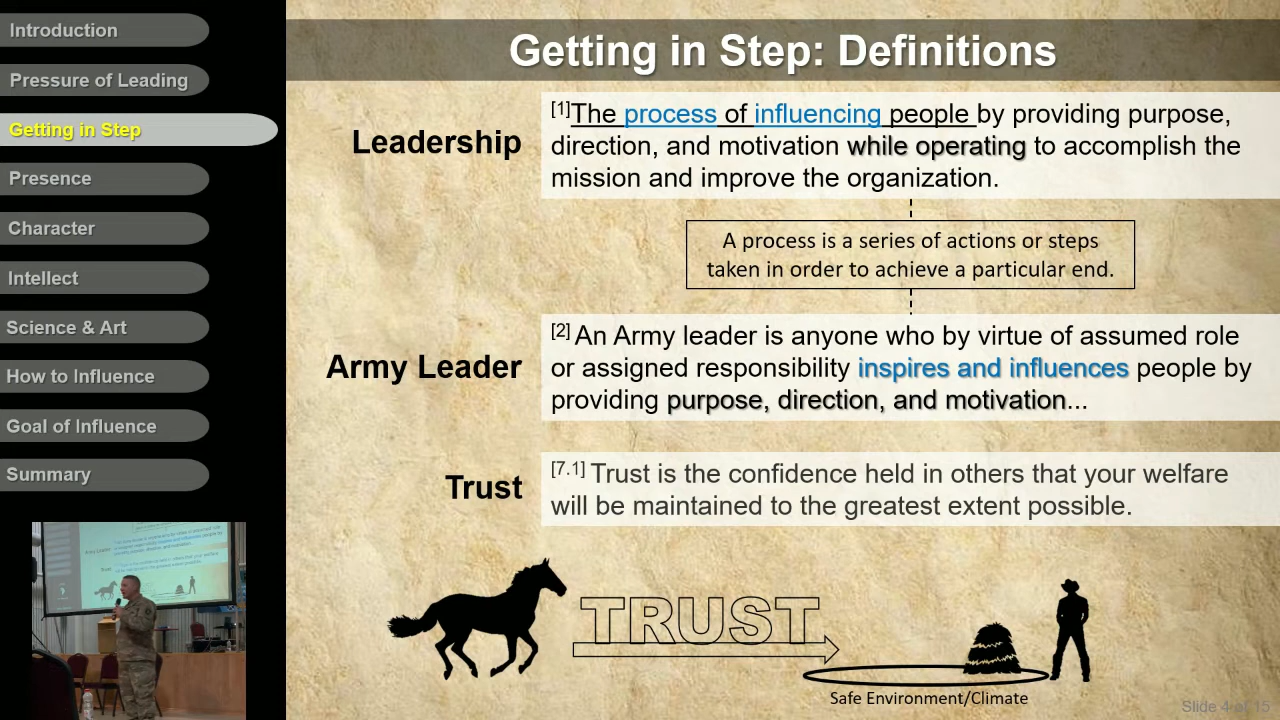 Introduction
Pressure of Leading
Getting in Step
Presence
Character
Intellect
Science & Art
How to Influence
Goal of Influence
Summary
Getting in Step: Definitions
Leadership
[1]The process of influencing people by providing purpose,
direction, and motivation while operating to accomplish the
mission and improve the organization.
A process is a series of actions or steps
taken in order to achieve a particular end.
Army Leader
[2] An Army leader is anyone who by virtue of assumed role
or assigned responsibility inspires and influences people by
providing purpose, direction, and motivation...
Trust
[7.1] Trust is the confidence held in others that your welfare
will be maintained to the greatest extent possible.
TRUST
Safe Environment/Climate
Slide 4 of 15
Army Leader
Trust